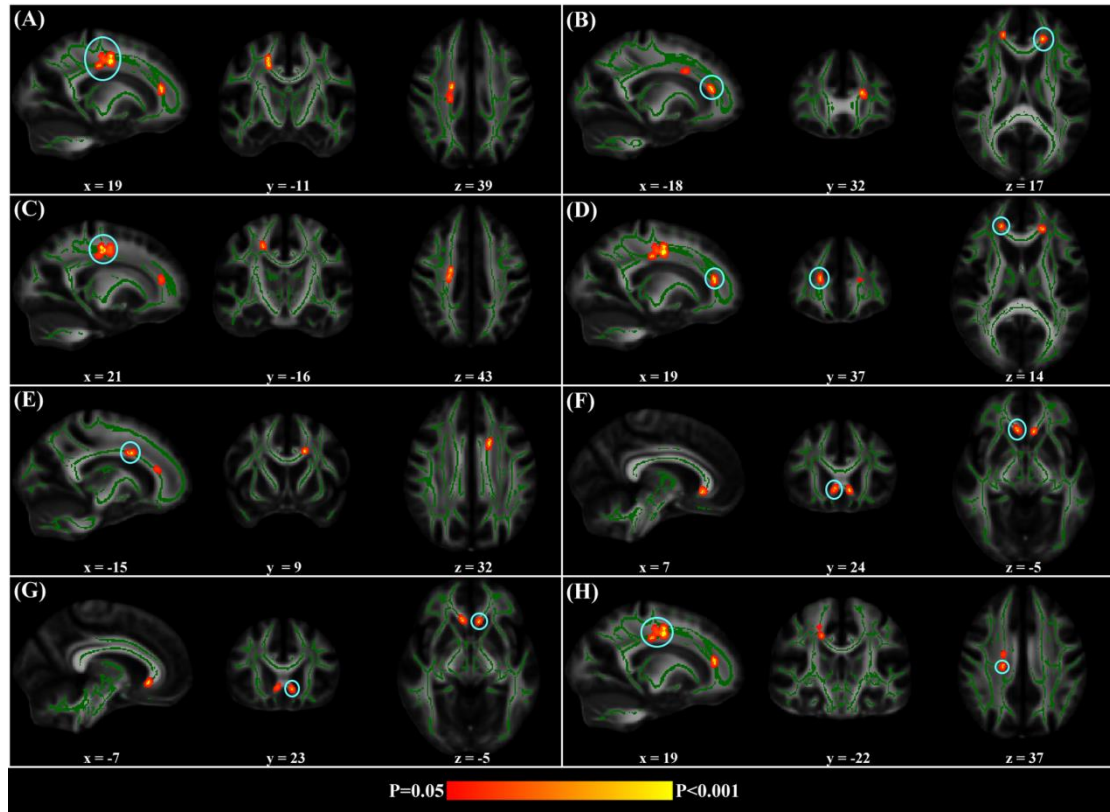 (A)
x = 19 y = -11 z = 39
(B)
x = -18 y = 32 z = 17
(C)
x = 21 y = -16 z = 43
(D)
x = 19 y = 37 z = 14
(E)
x = -15 y = 9 z = 32
(F)
x = 7 y = 24 z = -5
(G)
x = -7 y = 23 z = -5
(H)
x = 19 y = -22 z = 37
P=0.05 P<0.001